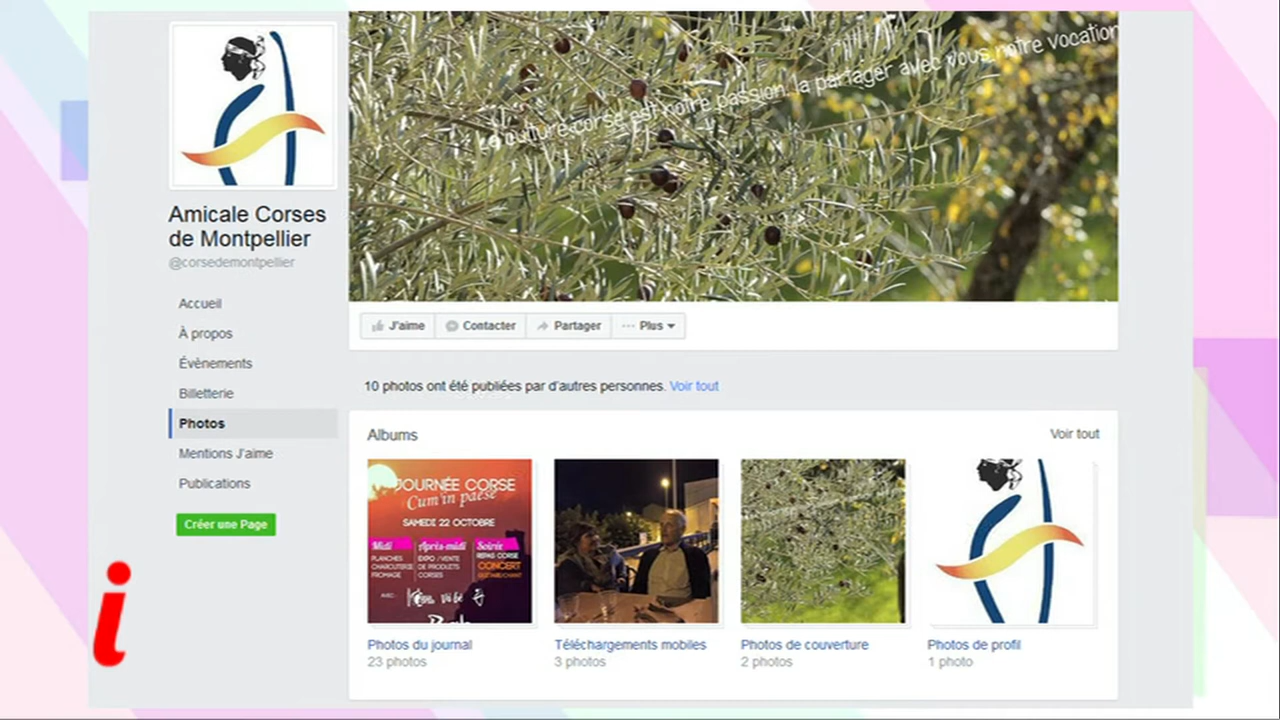 La culture corse est notre passion, la partager avec vous notre vocation
Amicale Corses
de Montpellier
@corsedemontpellier
Accueil
À propos
Évènements
Billetterie
Photos
Mentions J'aime
Publications
Créer une Page
J'aime
Contacter
Partager
Plus
10 photos ont été publiées par d'autres personnes. Voir tout
Albums
Voir tout
JOURNÉE CORSE
Cum'in paese
SAMEDI 22 OCTOBRE
Midi
PLANCHES
CHARCUTERIE
FROMAGE
Après-midi
EXPO / VENTE
DE PRODUITS
CORSES
Soirée
REPAS CORSE
CONCERT
AVEC
Photos du journal
23 photos
Téléchargements mobiles
3 photos
Photos de couverture
2 photos
Photos de profil
1 photo
i